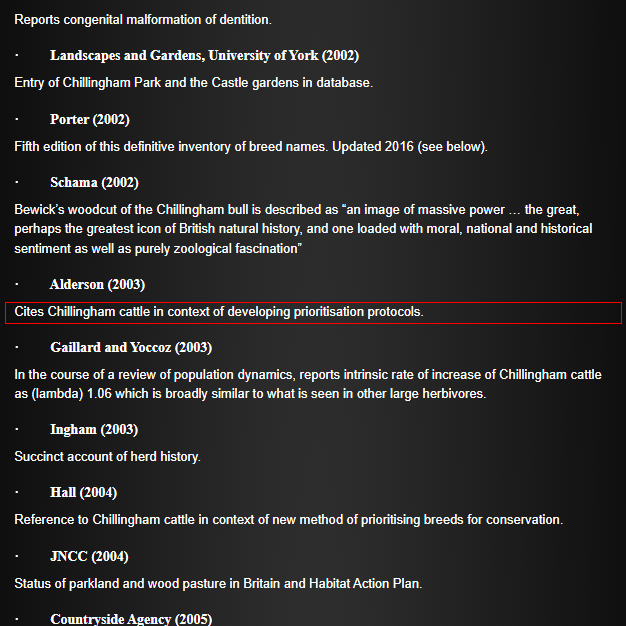 Reports congenital malformation of dentition.
· Landscapes and Gardens, University of York (2002)
Entry of Chillingham Park and the Castle gardens in database.
· Porter (2002)
Fifth edition of this definitive inventory of breed names. Updated 2016 (see below).
· Schama (2002)
Bewick’s woodcut of the Chillingham bull is described as “an image of massive power … the great,
perhaps the greatest icon of British natural history, and one loaded with moral, national and historical
sentiment as well as purely zoological fascination”
· Alderson (2003)
Cites Chillingham cattle in context of developing prioritisation protocols.
· Gaillard and Yoccoz (2003)
In the course of a review of population dynamics, reports intrinsic rate of increase of Chillingham cattle
as (lambda) 1.06 which is broadly similar to what is seen in other large herbivores.
· Ingham (2003)
Succinct account of herd history.
· Hall (2004)
Reference to Chillingham cattle in context of new method of prioritising breeds for conservation.
· JNCC (2004)
Status of parkland and wood pasture in Britain and Habitat Action Plan.
· Countryside Agency (2005)